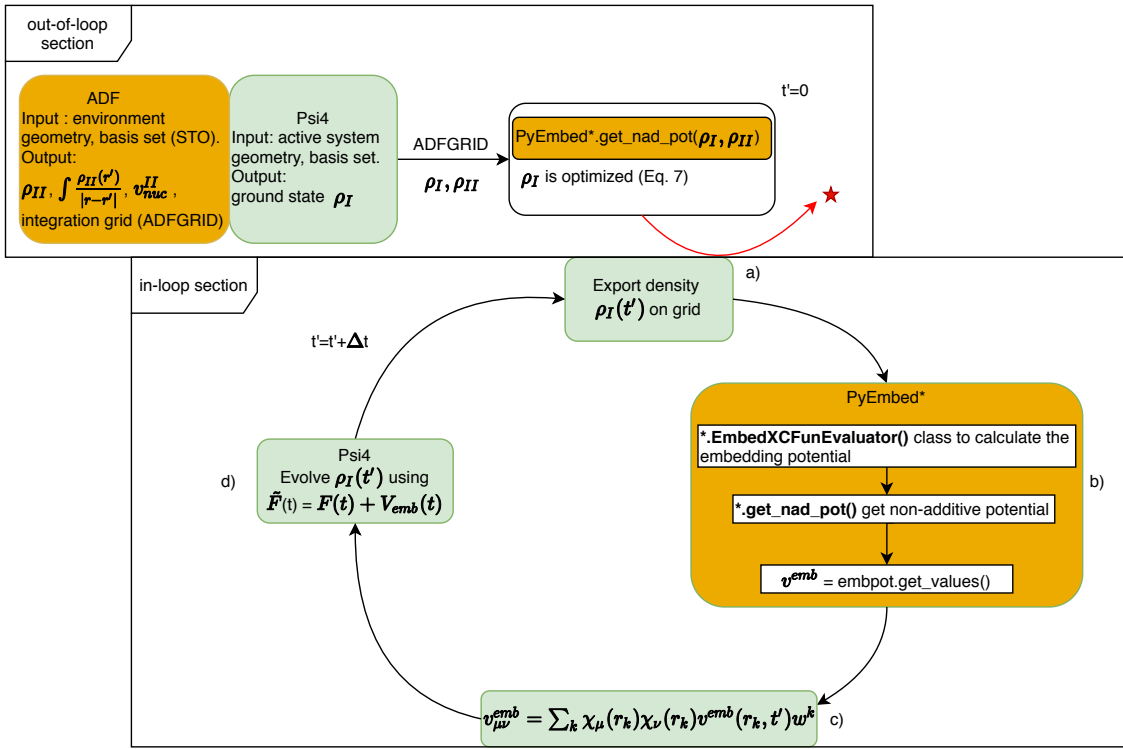 out-of-loop
section
ADF
Input : environment
geometry, basis set (STO).
Output:
ρ_II, ∫ ρ_II(r′)/|r−r′|, v^II_nuc ,
integration grid (ADFGRID)
Psi4
Input: active system
geometry, basis set.
Output:
ground state ρ_I
ADFGRID
ρ_I, ρ_II
t'=0
PyEmbed*.get_nad_pot(ρ_I, ρ_II)
ρ_I is optimized (Eq. 7)
in-loop section
a)
Export density
ρ_I(t′) on grid
t'=t'+Δt
PyEmbed*
*.EmbedXCFunEvaluator() class to calculate the
embedding potential
b)
*.get_nad_pot() get non-additive potential
v^emb = embpot.get_values()
Psi4
d)
Evolve ρ_I(t′) using
F̃(t) = F(t) + V_emb(t)
v^emb_μν = ∑_k χ_μ(r_k)χ_ν(r_k)v^emb(r_k, t′)w^k
c)